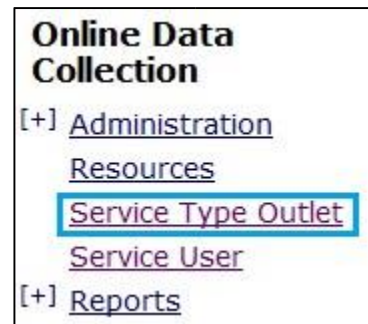 Online Data
Collection
[+] Administration
Resources
Service Type Outlet
Service User
[+] Reports